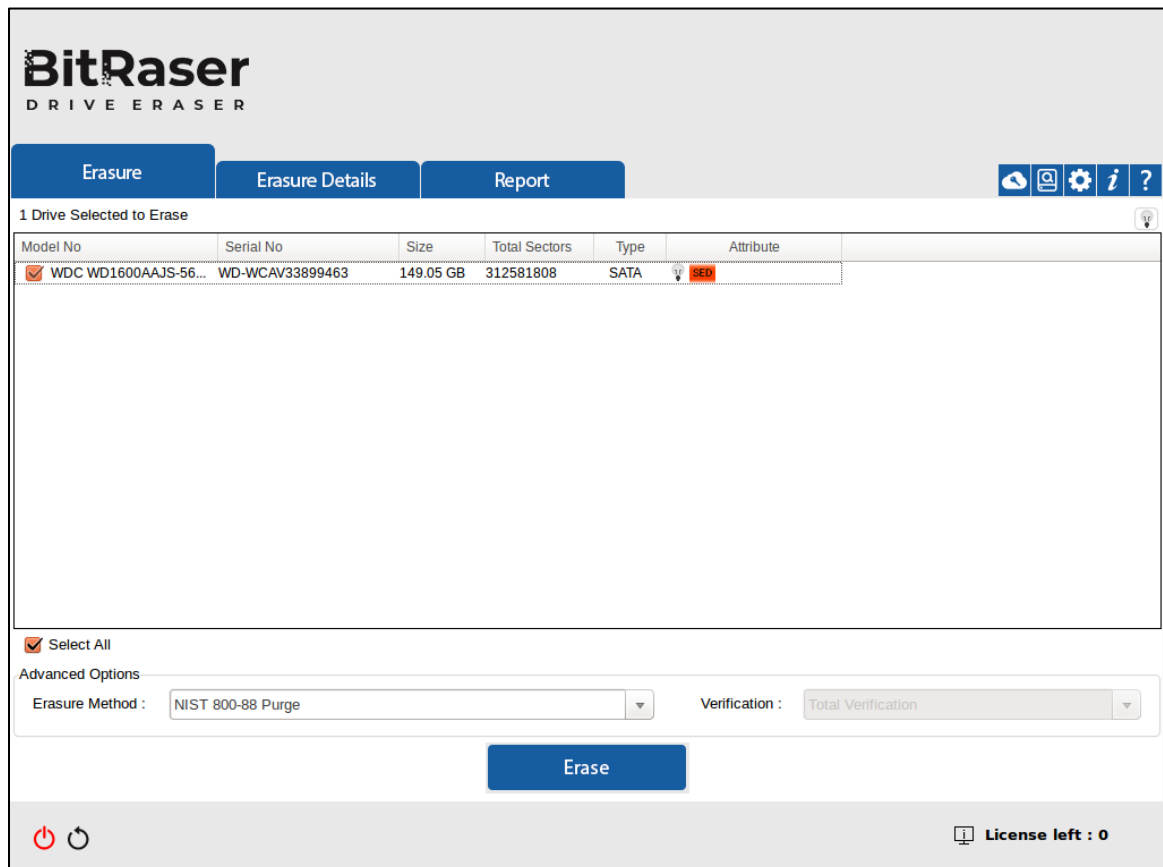 BitRaser
DRIVE ERASER
Erasure
Erasure Details
Report
i ?
1 Drive Selected to Erase
Model No Serial No Size Total Sectors Type Attribute
WDC WD1600AAJS-56... WD-WCAV33899463 149.05 GB 312581808 SATA SED
Select All
Advanced Options
Erasure Method : NIST 800-88 Purge Verification : Total Verification
Erase
License left : 0